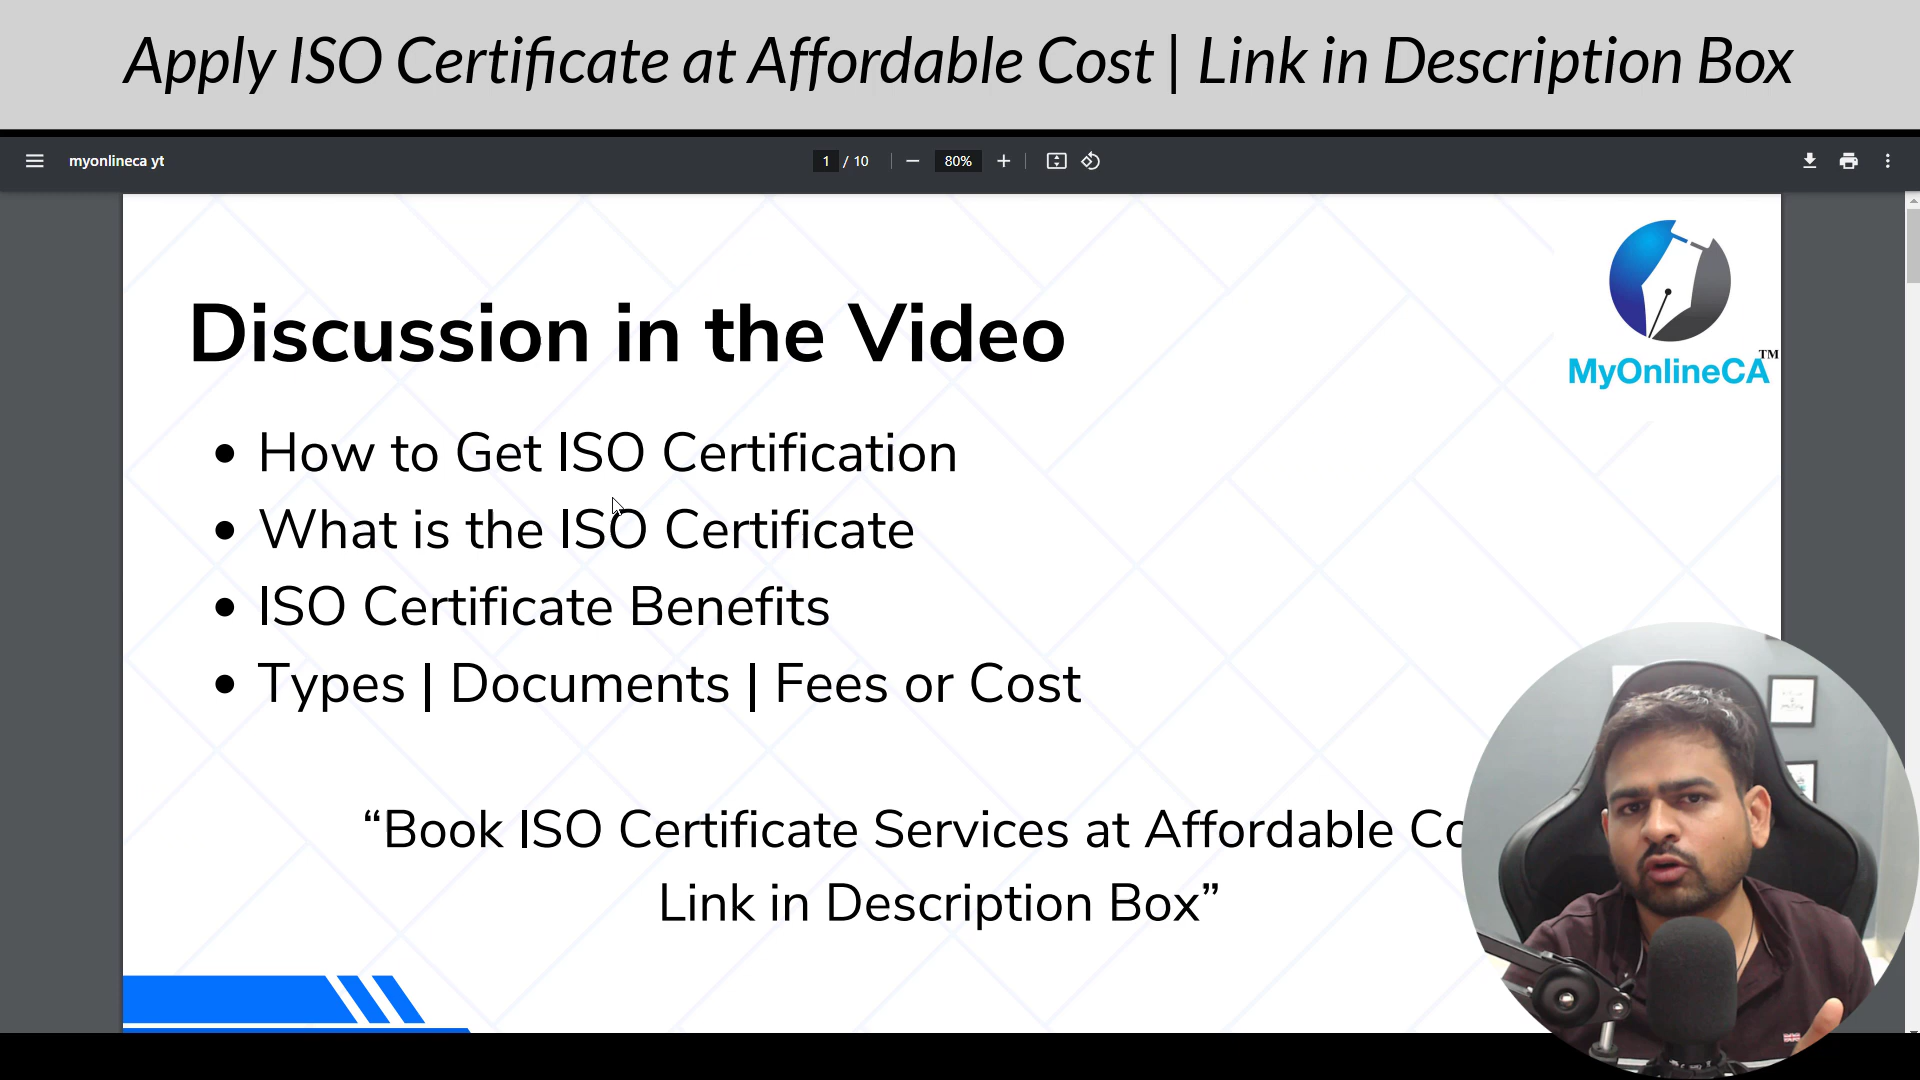 Apply ISO Certificate at Affordable Cost | Link in Description Box
myonlineca yt
1 / 10
80%
Discussion in the Video
MyOnlineCA™
• How to Get ISO Certification
• What is the ISO Certificate
• ISO Certificate Benefits
• Types | Documents | Fees or Cost
“Book ISO Certificate Services at Affordable Co
Link in Description Box”